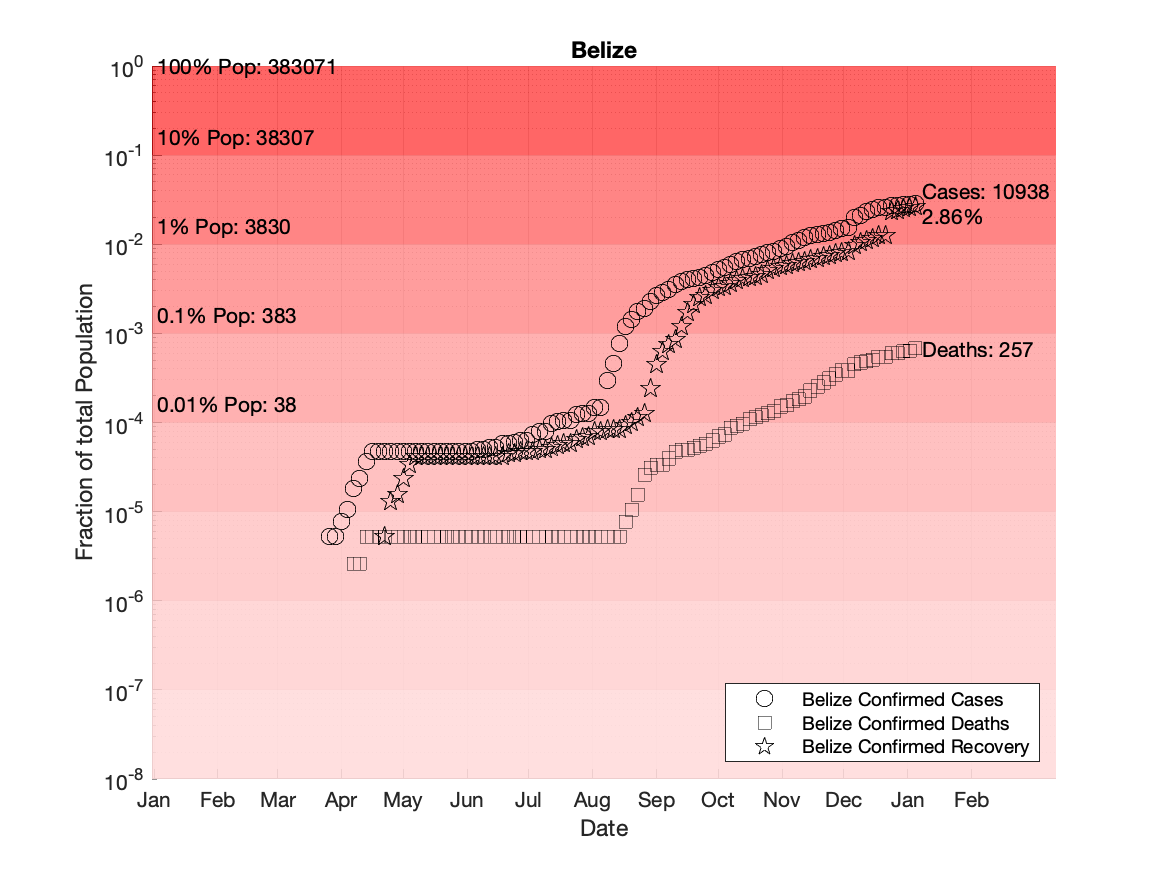 Belize
10^0
100% Pop: 383071
10% Pop: 38307
10^-1
Cases: 10938
2.86%
1% Pop: 3830
10^-2
0.1% Pop: 383
10^-3
Deaths: 257
0.01% Pop: 38
10^-4
10^-5
10^-6
10^-7
10^-8
Fraction of total Population
Belize Confirmed Cases
Belize Confirmed Deaths
Belize Confirmed Recovery
Jan Feb Mar Apr May Jun Jul Aug Sep Oct Nov Dec Jan Feb
Date